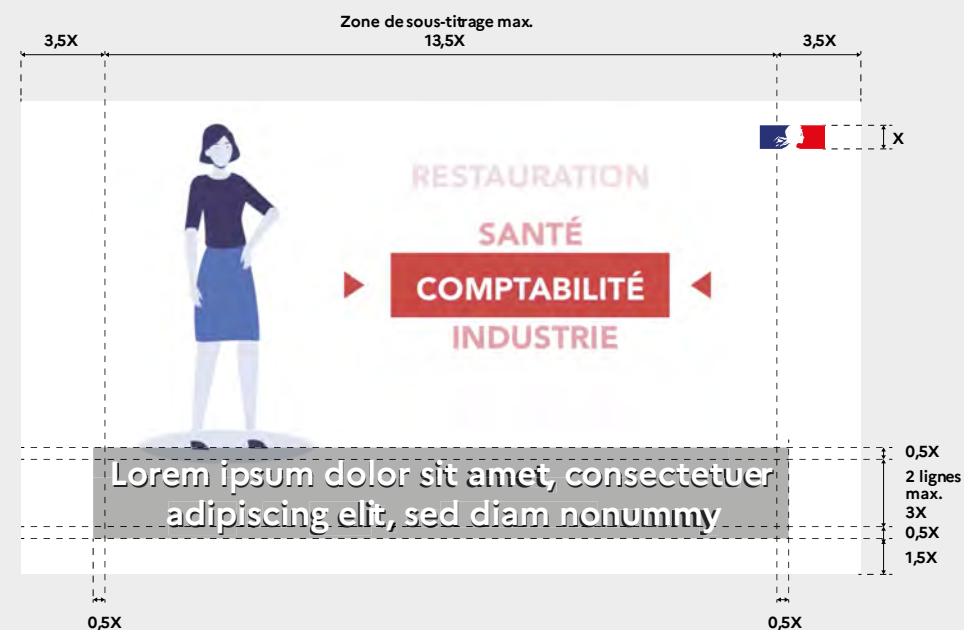 Zone de sous-titrage max.
3,5X
13,5X
3,5X
X
RESTAURATION
SANTÉ
COMPTABILITÉ
INDUSTRIE
Lorem ipsum dolor sit amet, consectetuer
adipiscing elit, sed diam nonummy
0,5X
2 lignes
max.
3X
0,5X
1,5X
0,5X
0,5X